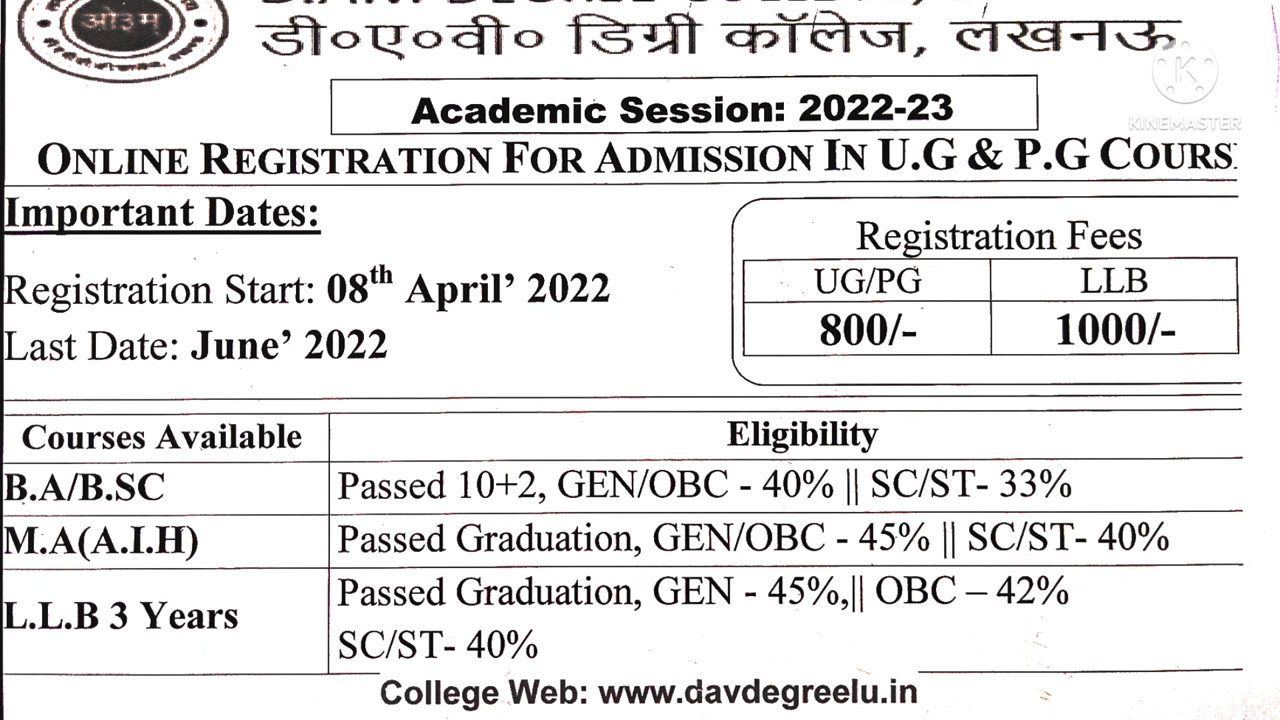 ओ३म्
डी०ए०वी० डिग्री कॉलेज, लखनऊ
K
KINEMASTER
Academic Session: 2022-23
ONLINE REGISTRATION FOR ADMISSION IN U.G & P.G
Important Dates:
Registration Start: 08th April’ 2022
Last Date: June’ 2022
Registration Fees
UG/PG LLB
800/- 1000/-
Courses Available Eligibility
B.A/B.SC Passed 10+2, GEN/OBC - 40% || SC/ST- 33%
M.A(A.I.H) Passed Graduation, GEN/OBC - 45% || SC/ST- 40%
L.L.B 3 Years Passed Graduation, GEN - 45%,|| OBC – 42%
SC/ST- 40%
College Web: www.davdegreelu.in